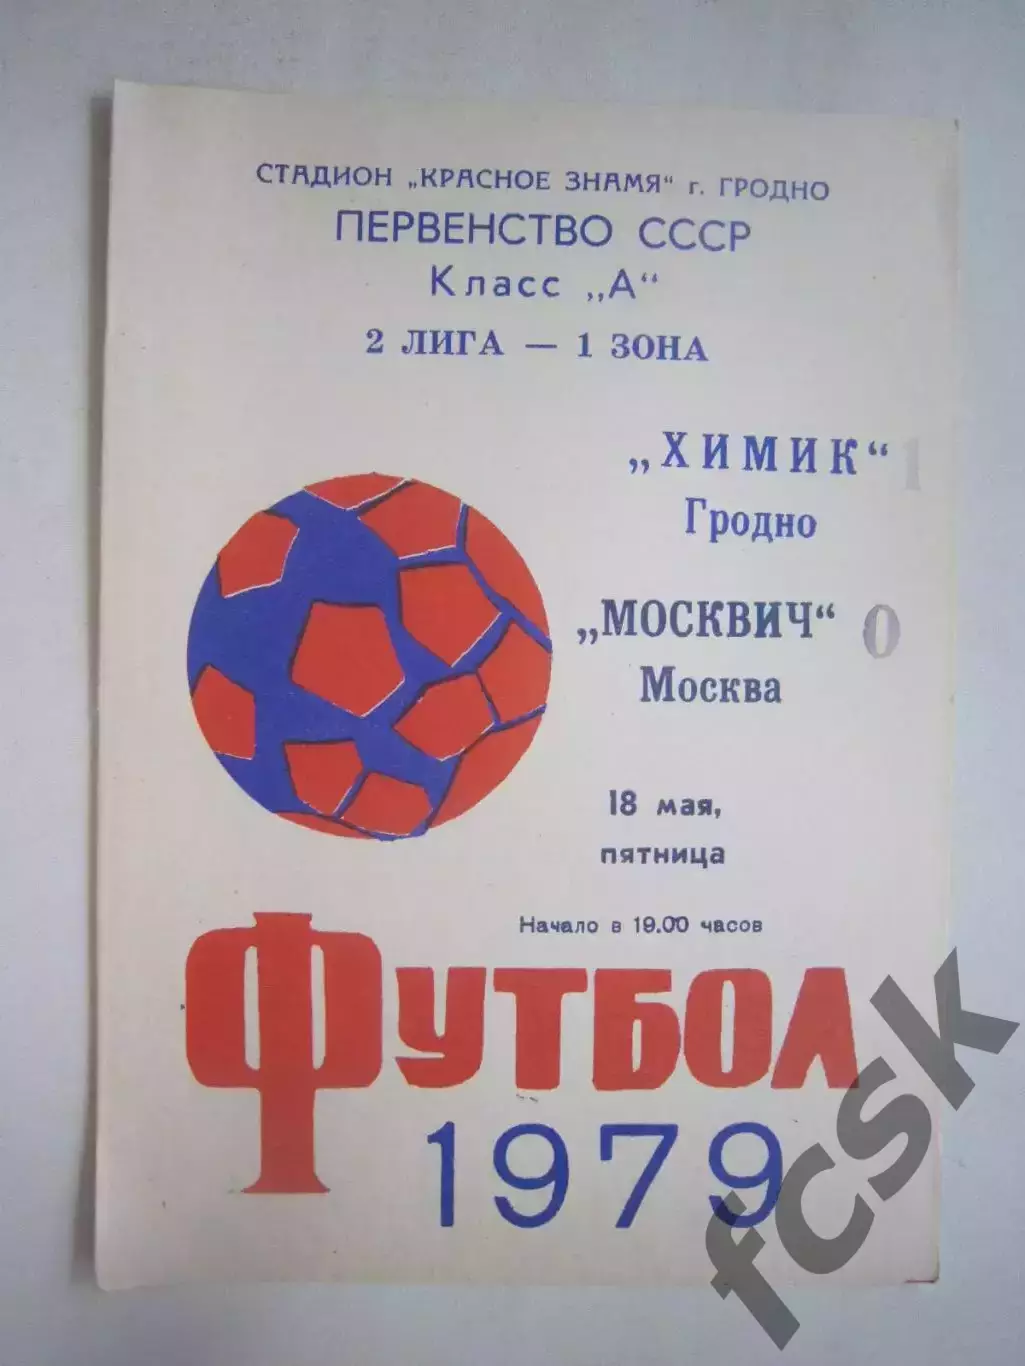 СТАДИОН „КРАСНОЕ ЗНАМЯ“ г. ГРОДНО
ПЕРВЕНСТВО СССР
Класс „А“
2 ЛИГА — 1 ЗОНА
„ХИМИК“ 1
Гродно
„МОСКВИЧ“ 0
Москва
18 мая,
пятница
Начало в 19.00 часов
ФУТБОЛ
1979
fcsk